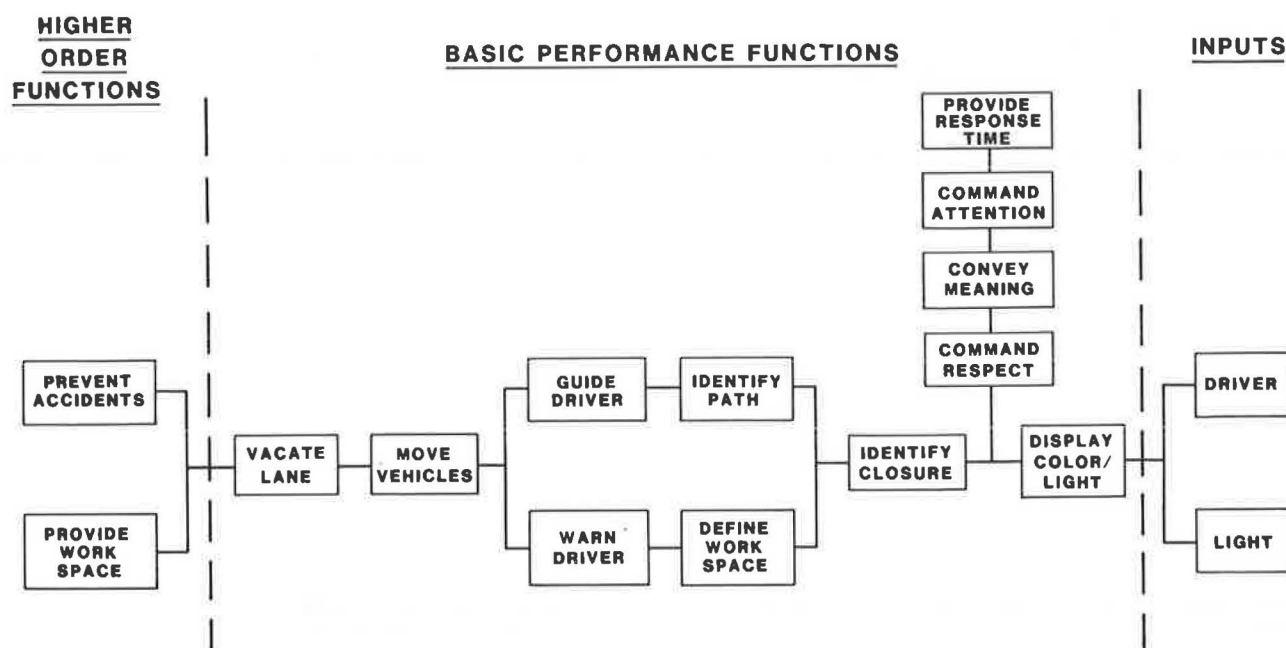 HIGHER
ORDER
FUNCTIONS
BASIC PERFORMANCE FUNCTIONS
INPUTS
PROVIDE
RESPONSE
TIME
COMMAND
ATTENTION
CONVEY
MEANING
COMMAND
RESPECT
PREVENT
ACCIDENTS
PROVIDE
WORK
SPACE
VACATE
LANE
MOVE
VEHICLES
GUIDE
DRIVER
IDENTIFY
PATH
WARN
DRIVER
DEFINE
WORK
SPACE
IDENTIFY
CLOSURE
DISPLAY
COLOR/
LIGHT
DRIVER
LIGHT